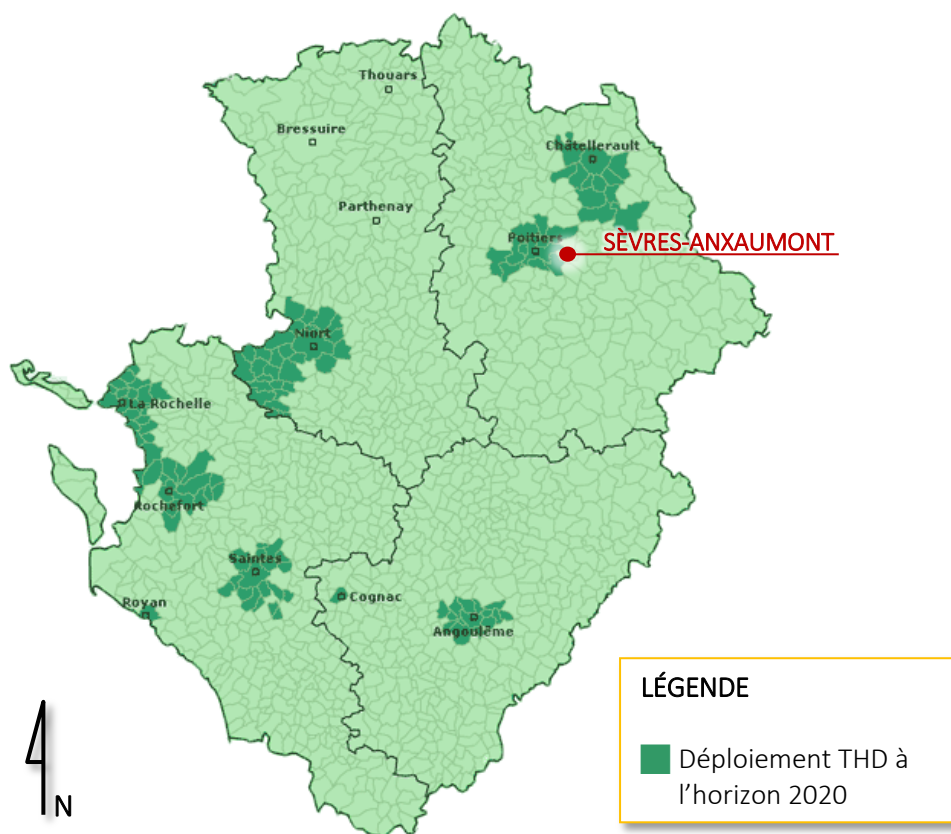 Thouars
Bressuire
Châtellerault
Parthenay
Poitiers
SÈVRES-ANXAUMONT
Niort
La Rochelle
Rochefort
Saintes
Cognac
Royan
Angoulême
LÉGENDE
Déploiement THD à
l’horizon 2020
N